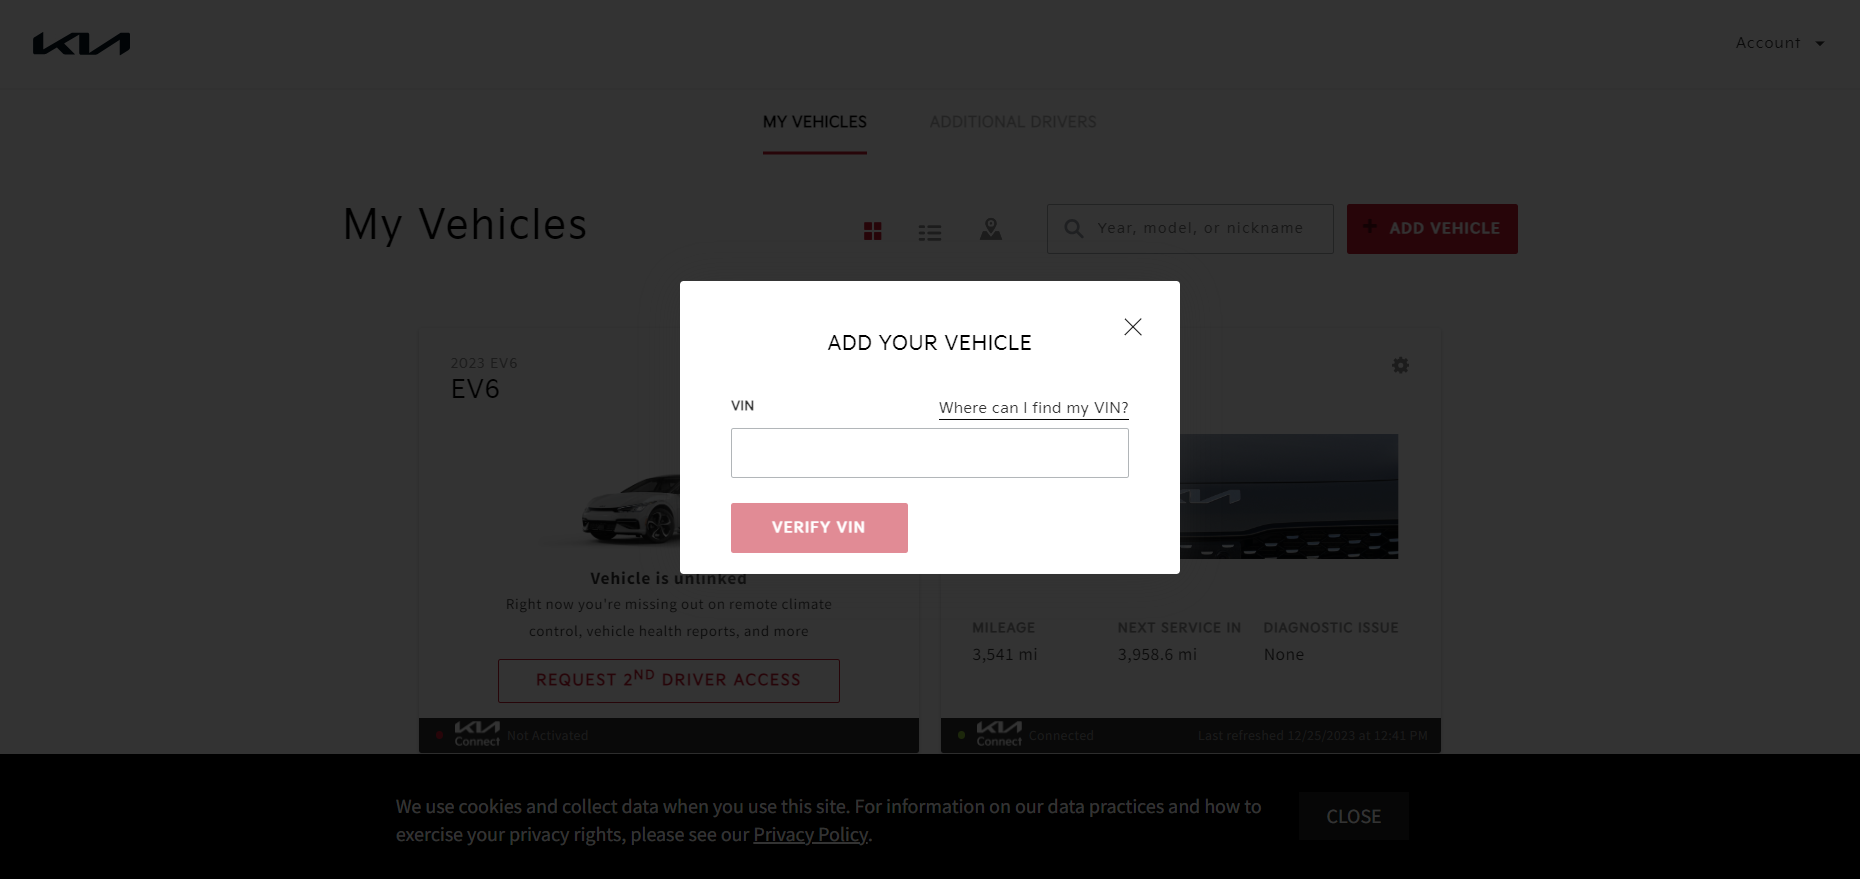 KIA
Account
MY VEHICLES
ADDITIONAL DRIVERS
My Vehicles
Year, model, or nickname
+ ADD VEHICLE
ADD YOUR VEHICLE
VIN
Where can I find my VIN?
VERIFY VIN
2023 EV6
EV6
Vehicle is unlinked
Right now you're missing out on remote climate
control, vehicle health reports, and more
REQUEST 2ND DRIVER ACCESS
KIA
Connect
Not Activated
KIA
MILEAGE
NEXT SERVICE IN
DIAGNOSTIC ISSUE
3,541 mi
3,958.6 mi
None
KIA
Connect
Connected
Last refreshed 12/25/2023 at 12:41 PM
We use cookies and collect data when you use this site. For information on our data practices and how to
exercise your privacy rights, please see our Privacy Policy.
CLOSE